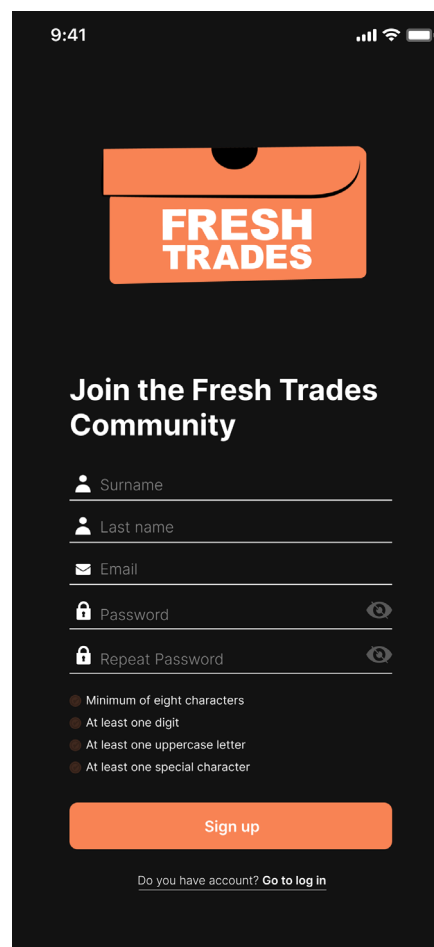 9:41
FRESH
TRADES
Join the Fresh Trades
Community
Surname
Last name
Email
Password
Repeat Password
Minimum of eight characters
At least one digit
At least one uppercase letter
At least one special character
Sign up
Do you have account? Go to log in